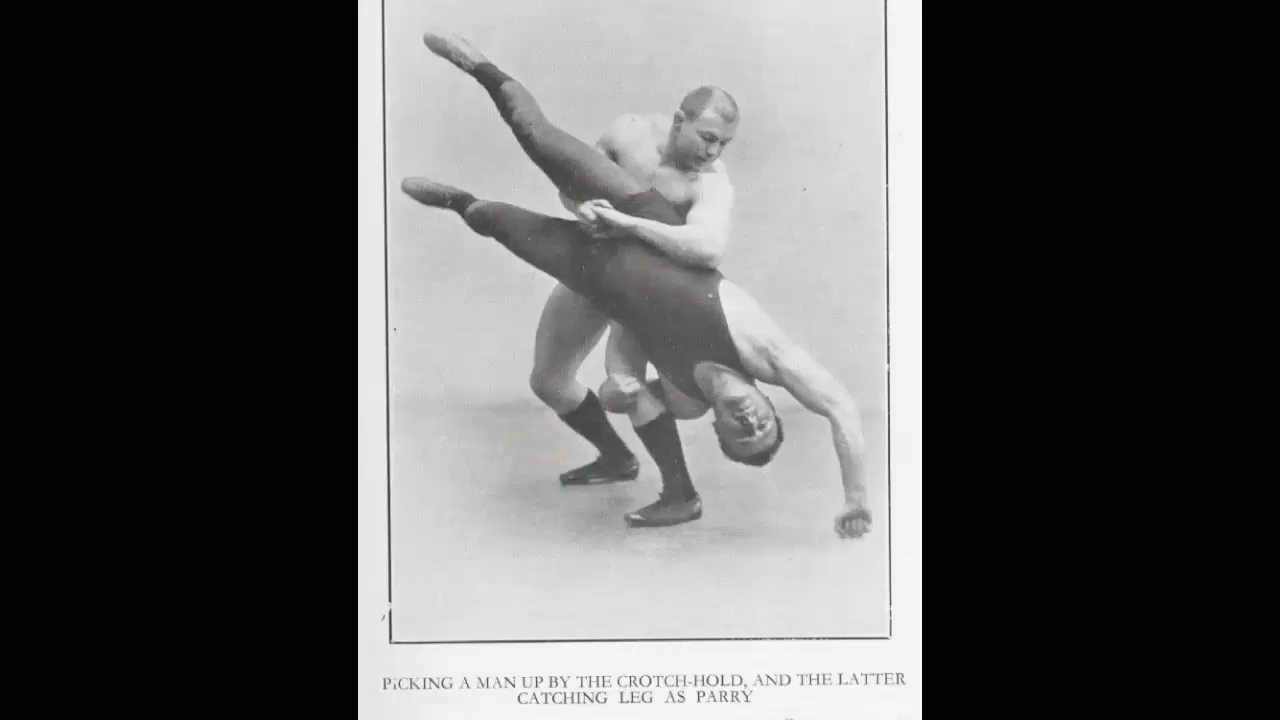 PICKING A MAN UP BY THE CROTCH-HOLD, AND THE LATTER
CATCHING LEG AS PARRY